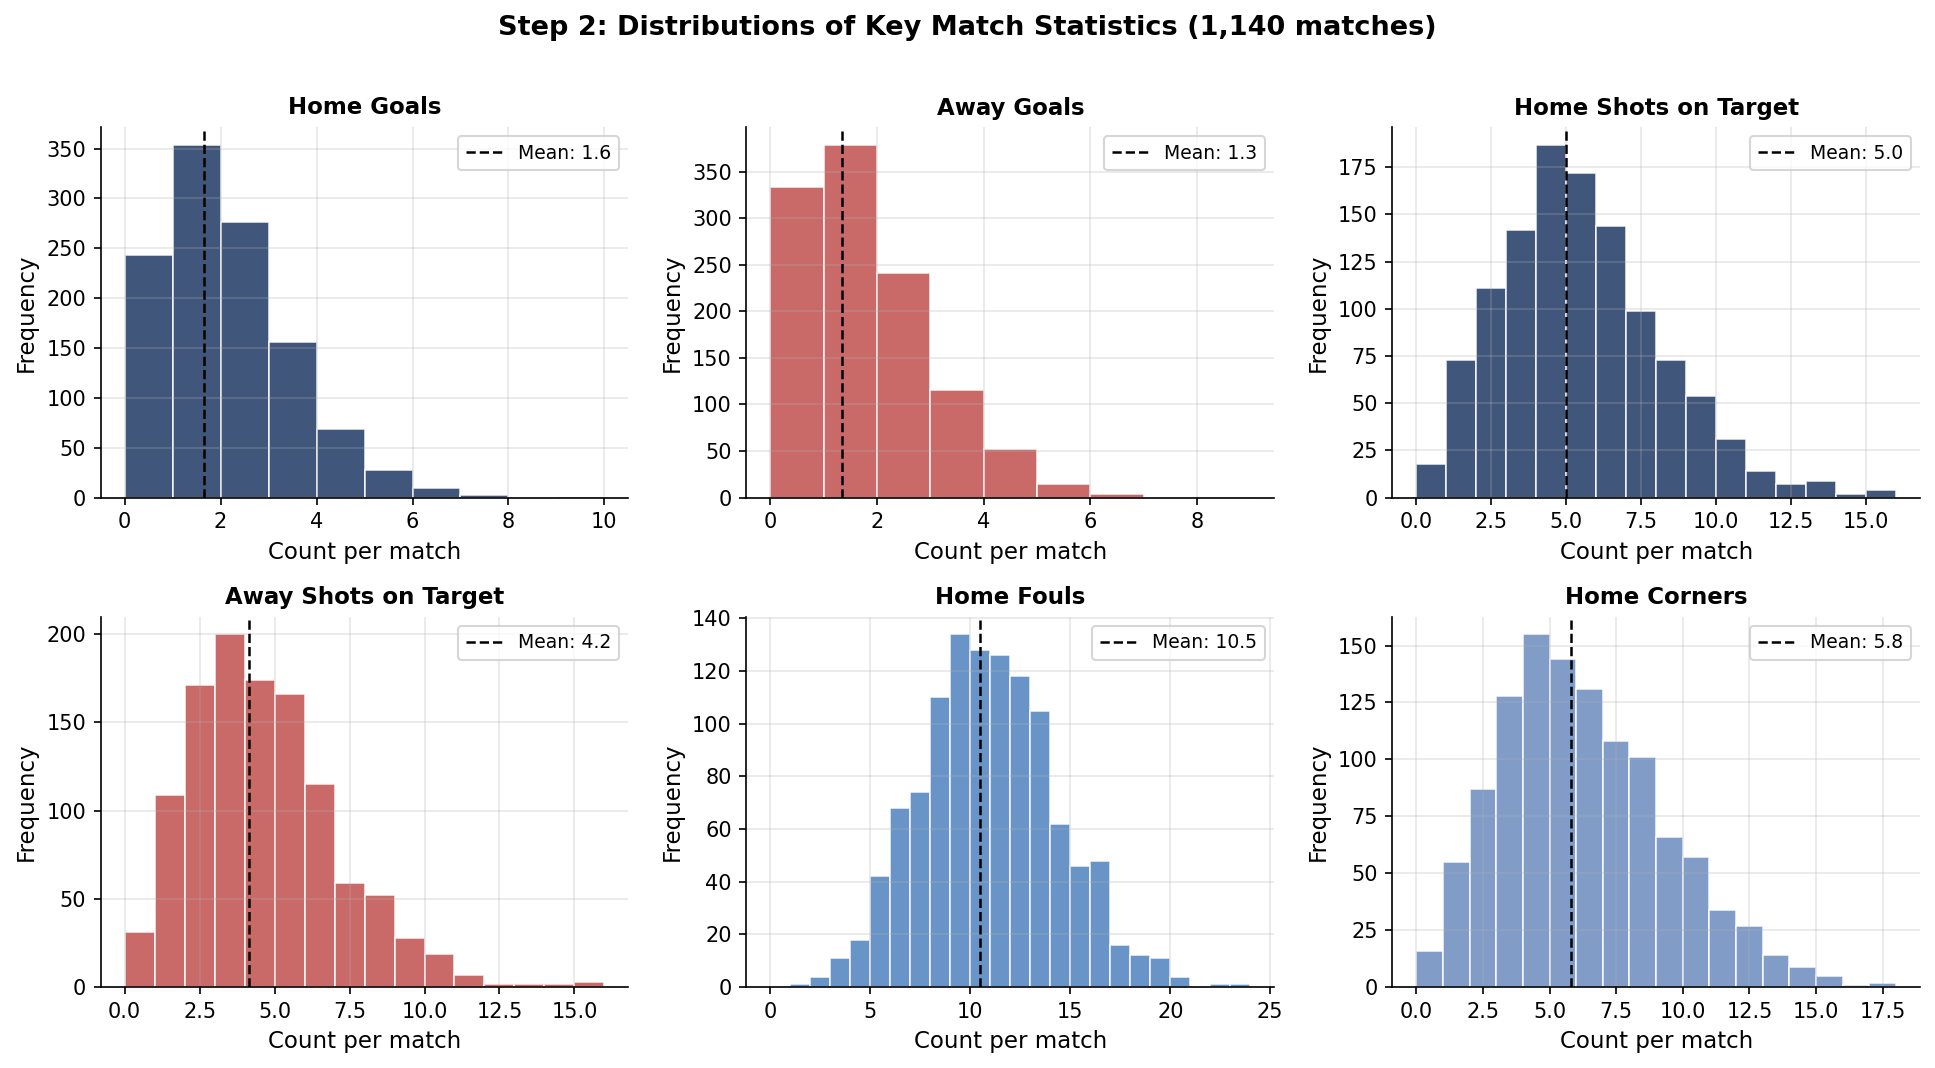 Step 2: Distributions of Key Match Statistics (1,140 matches)
Home Goals
Mean: 1.6
Frequency
0
50
100
150
200
250
300
350
0 2 4 6 8 10
Count per match
Away Goals
Mean: 1.3
Frequency
0
50
100
150
200
250
300
350
0 2 4 6 8
Count per match
Home Shots on Target
Mean: 5.0
Frequency
0
25
50
75
100
125
150
175
0.0 2.5 5.0 7.5 10.0 12.5 15.0
Count per match
Away Shots on Target
Mean: 4.2
Frequency
0
50
100
150
200
0.0 2.5 5.0 7.5 10.0 12.5 15.0
Count per match
Home Fouls
Mean: 10.5
Frequency
0
20
40
60
80
100
120
140
0 5 10 15 20 25
Count per match
Home Corners
Mean: 5.8
Frequency
0
25
50
75
100
125
150
0.0 2.5 5.0 7.5 10.0 12.5 15.0 17.5
Count per match